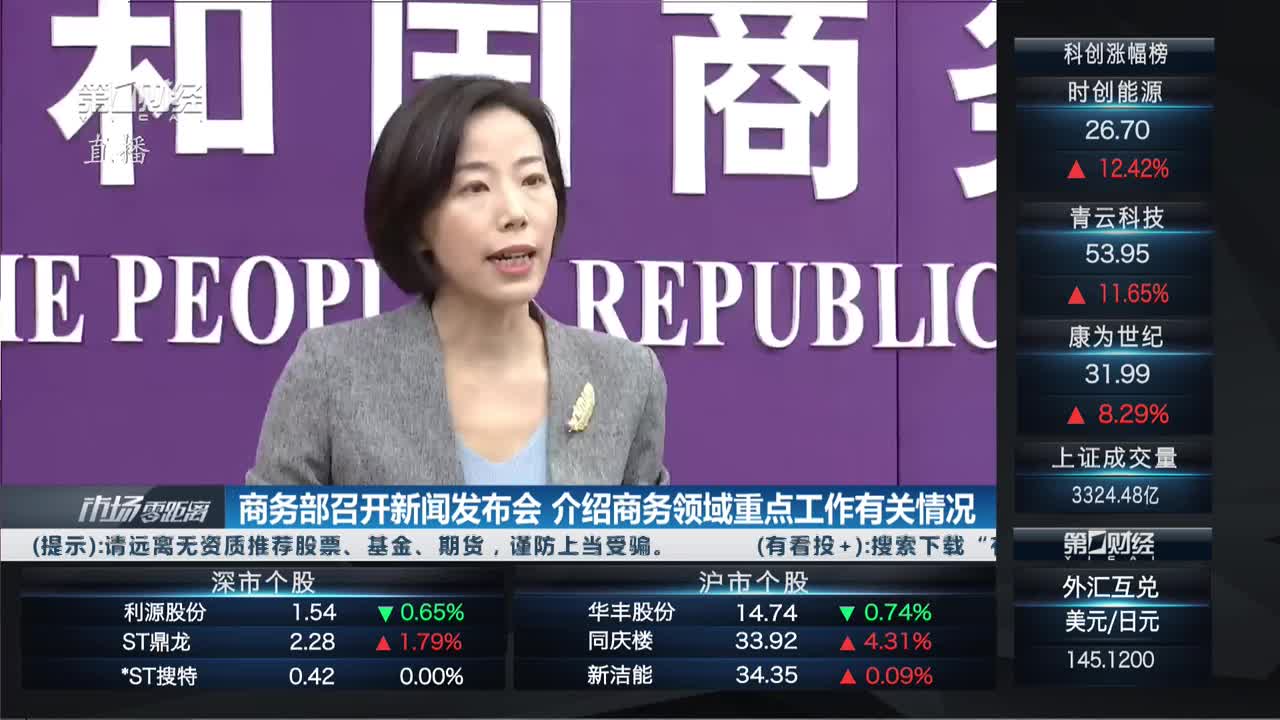 和国商务
第一财经
YICAI
直播
HE PEOPL REPUBLIC
市场零距离
商务部召开新闻发布会 介绍商务领域重点工作有关情况
(提示):请远离无资质推荐股票、基金、期货，谨防上当受骗。 (有看投+):搜索下载“
深市个股
利源股份 1.54 ▼0.65%
ST鼎龙 2.28 ▲1.79%
*ST搜特 0.42 0.00%
沪市个股
华丰股份 14.74 ▼0.74%
同庆楼 33.92 ▲4.31%
新洁能 34.35 ▲0.09%
科创涨幅榜
时创能源
26.70
▲ 12.42%
青云科技
53.95
▲ 11.65%
康为世纪
31.99
▲ 8.29%
上证成交量
3324.48亿
第一财经
YICAI
外汇互兑
美元/日元
145.1200